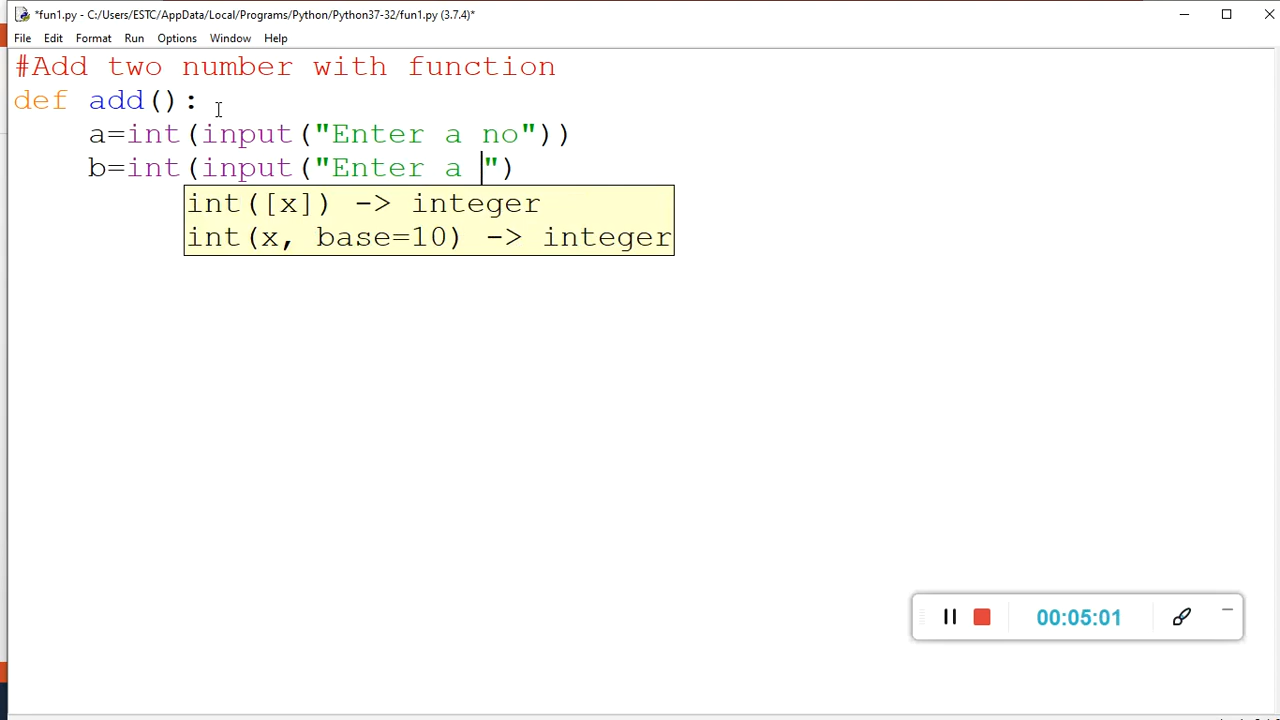 *fun1.py - C:/Users/ESTC/AppData/Local/Programs/Python/Python37-32/fun1.py (3.7.4)*
File Edit Format Run Options Window Help
#Add two number with function
def add():
    a=int(input("Enter a no"))
    b=int(input("Enter a ")
int([x]) -> integer
int(x, base=10) -> integer
00:05:01